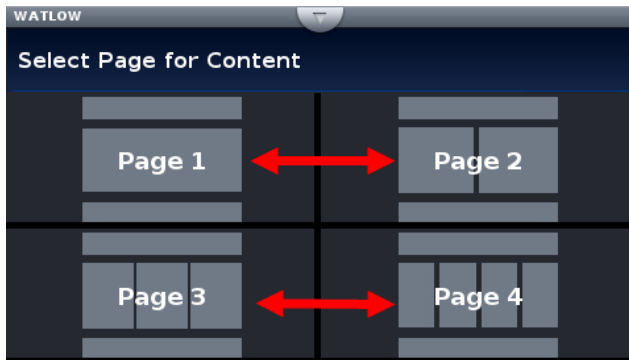 WATLOW
Select Page for Content
Page 1
Page 2
Page 3
Page 4